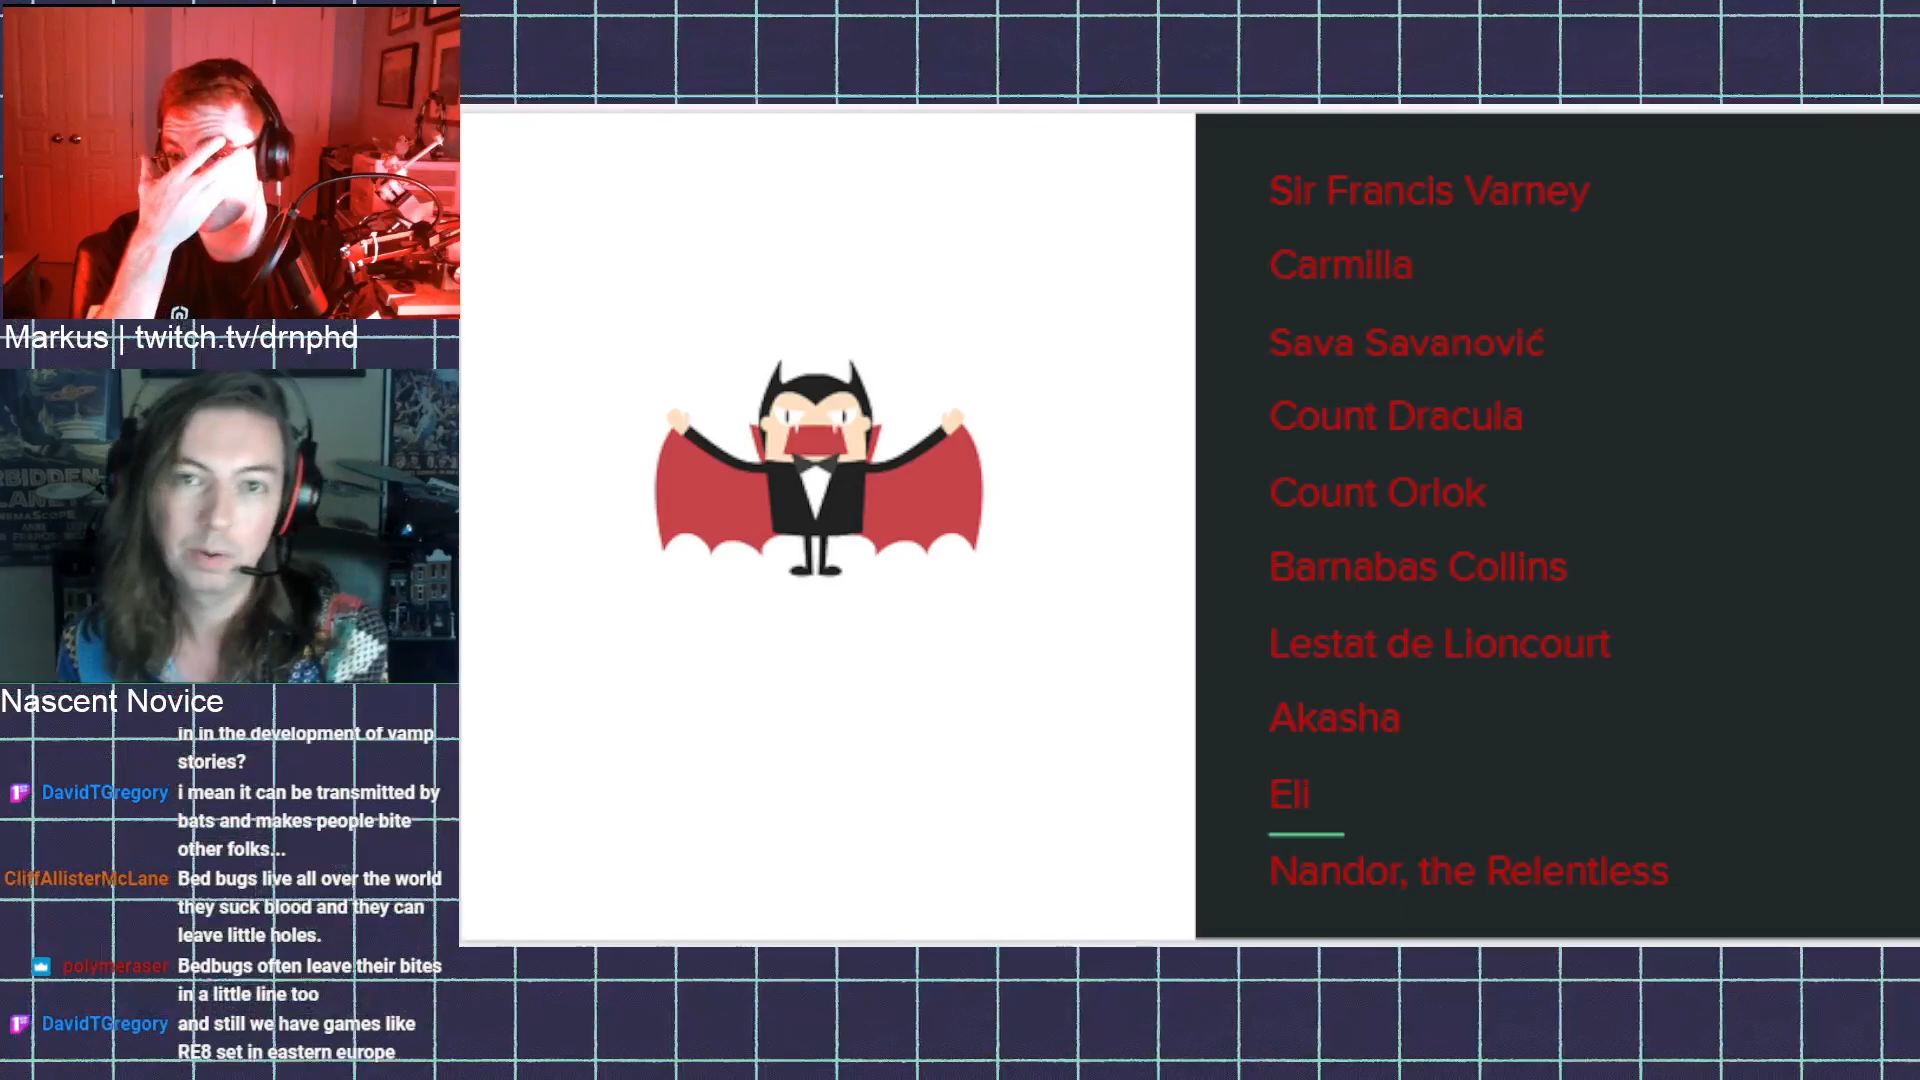 Markus | twitch.tv/drnphd
Nascent Novice
in in the development of vamp
stories?
DavidTGregory i mean it can be transmitted by
bats and makes people bite
other folks...
CliffAllisterMcLane Bed bugs live all over the world
they suck blood and they can
leave little holes.
polymeraser Bedbugs often leave their bites
in a little line too
DavidTGregory and still we have games like
RE8 set in eastern europe
Sir Francis Varney
Carmilla
Sava Savanović
Count Dracula
Count Orlok
Barnabas Collins
Lestat de Lioncourt
Akasha
Eli
Nandor, the Relentless